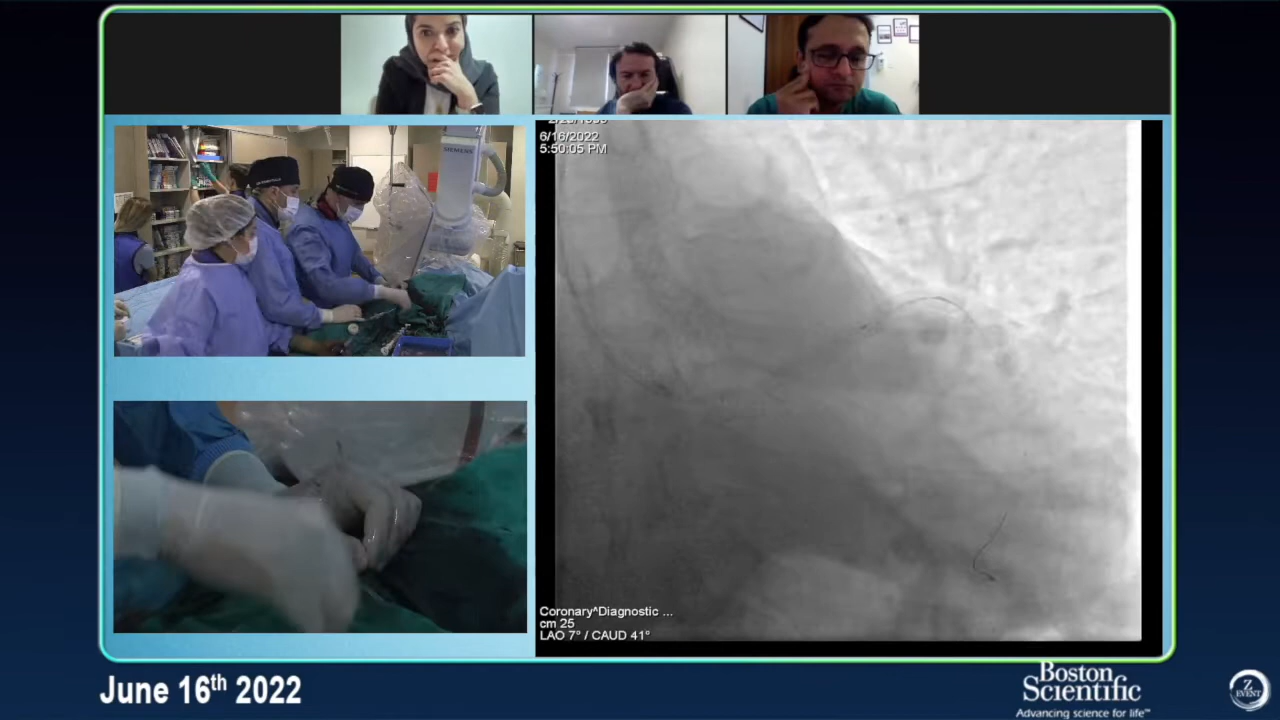 6/16/2022
5:50:05 PM
SIEMENS
Coronary^Diagnostic ...
cm 25
LAO 7° / CAUD 41°
June 16th 2022
Boston
Scientific
Advancing science for life™
Z
EVENT